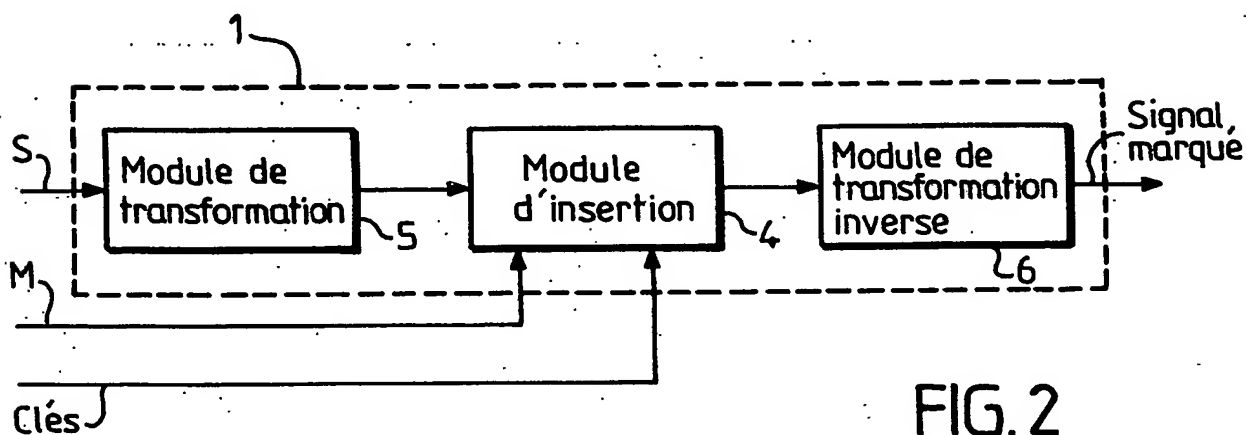 1
S
Module de
transformation
5
Module
d'insertion
4
Module de
transformation
inverse
6
Signal
marqué
M
Clés
FIG. 2